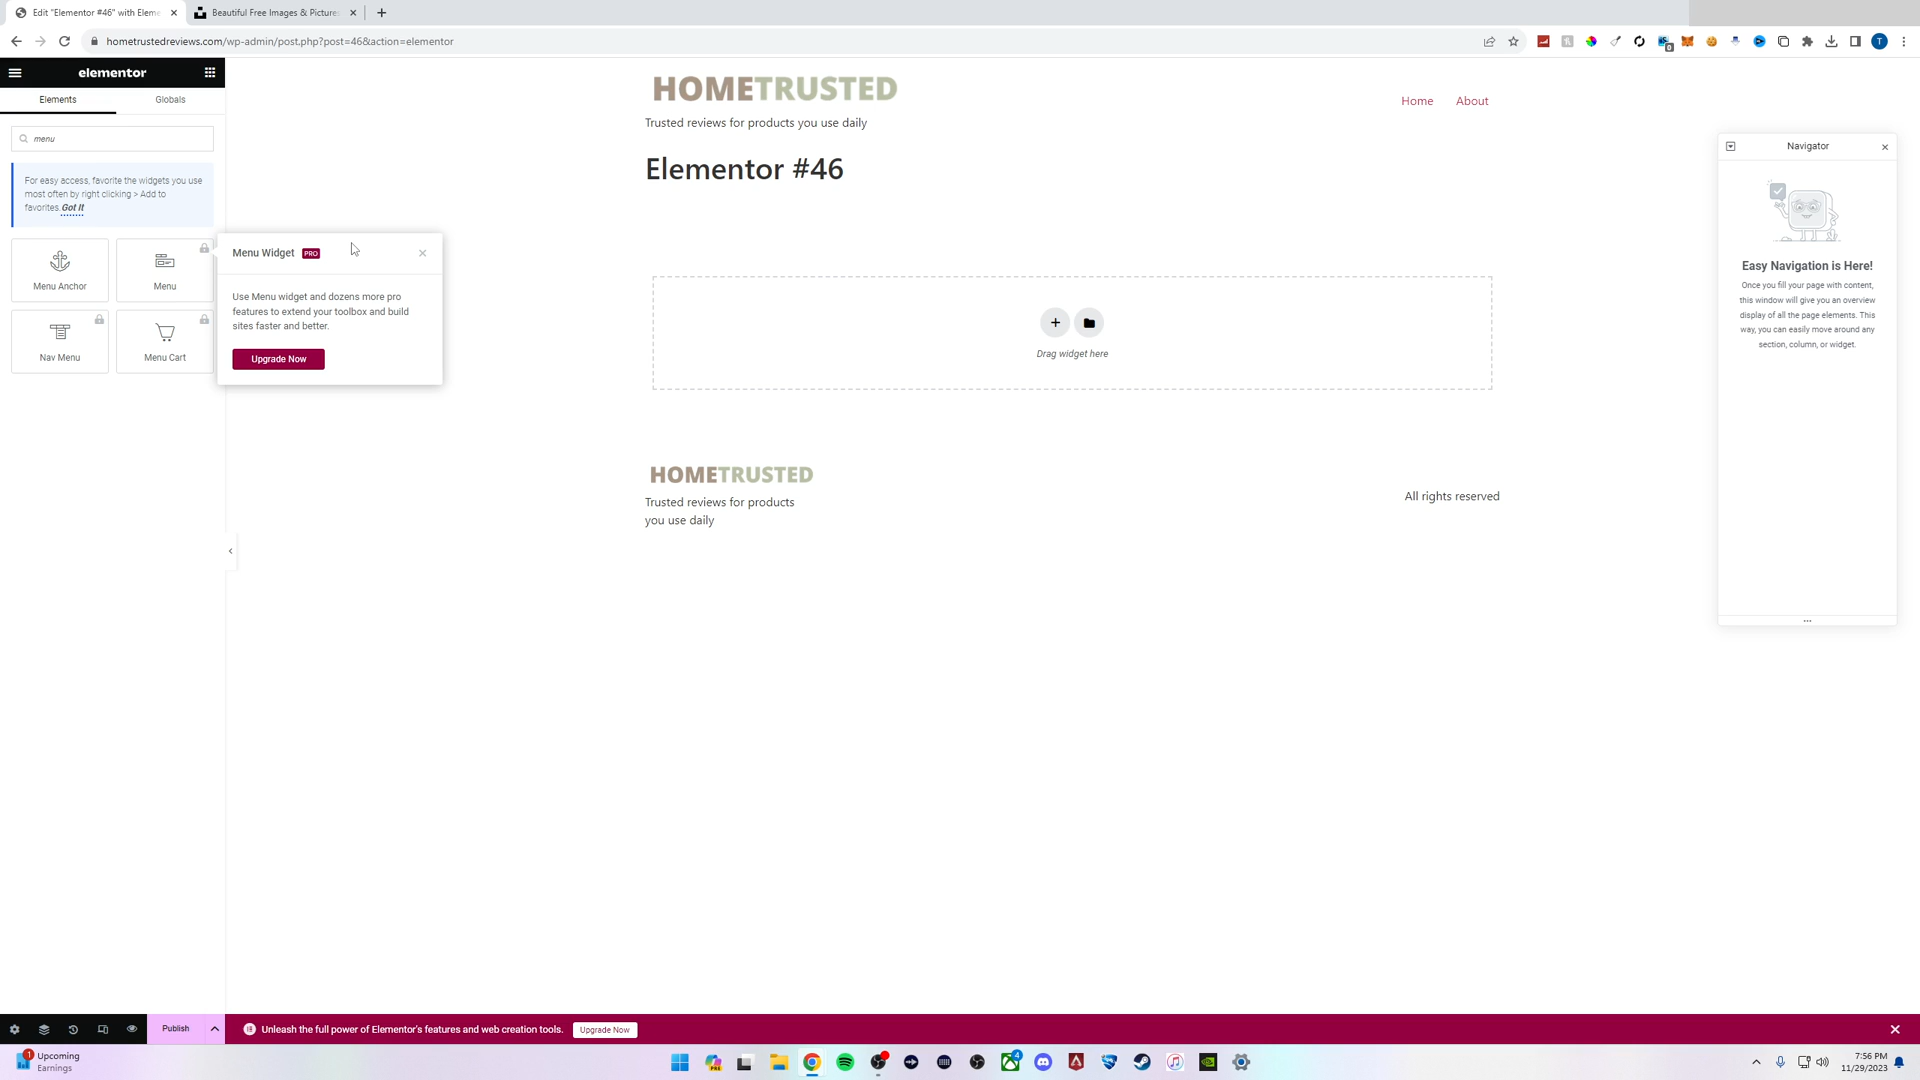 Edit "Elementor #46" with Eleme
Beautiful Free Images & Pictures
hometrustedreviews.com/wp-admin/post.php?post=46&action=elementor
elementor
Elements
Globals
menu
For easy access, favorite the widgets you use
most often by right clicking > Add to
favorites. Got It
Menu Anchor
Menu
Nav Menu
Menu Cart
Menu Widget PRO
Use Menu widget and dozens more pro
features to extend your toolbox and build
sites faster and better.
Upgrade Now
HOMETRUSTED
Trusted reviews for products you use daily
Home
About
Elementor #46
Drag widget here
HOMETRUSTED
Trusted reviews for products
you use daily
All rights reserved
Navigator
Easy Navigation is Here!
Once you fill your page with content,
this window will give you an overview
display of all the page elements. This
way, you can easily move around any
section, column, or widget.
Publish
Unleash the full power of Elementor's features and web creation tools.
Upgrade Now
1
Upcoming
Earnings
PRE
4
0
T
7:56 PM
11/29/2023